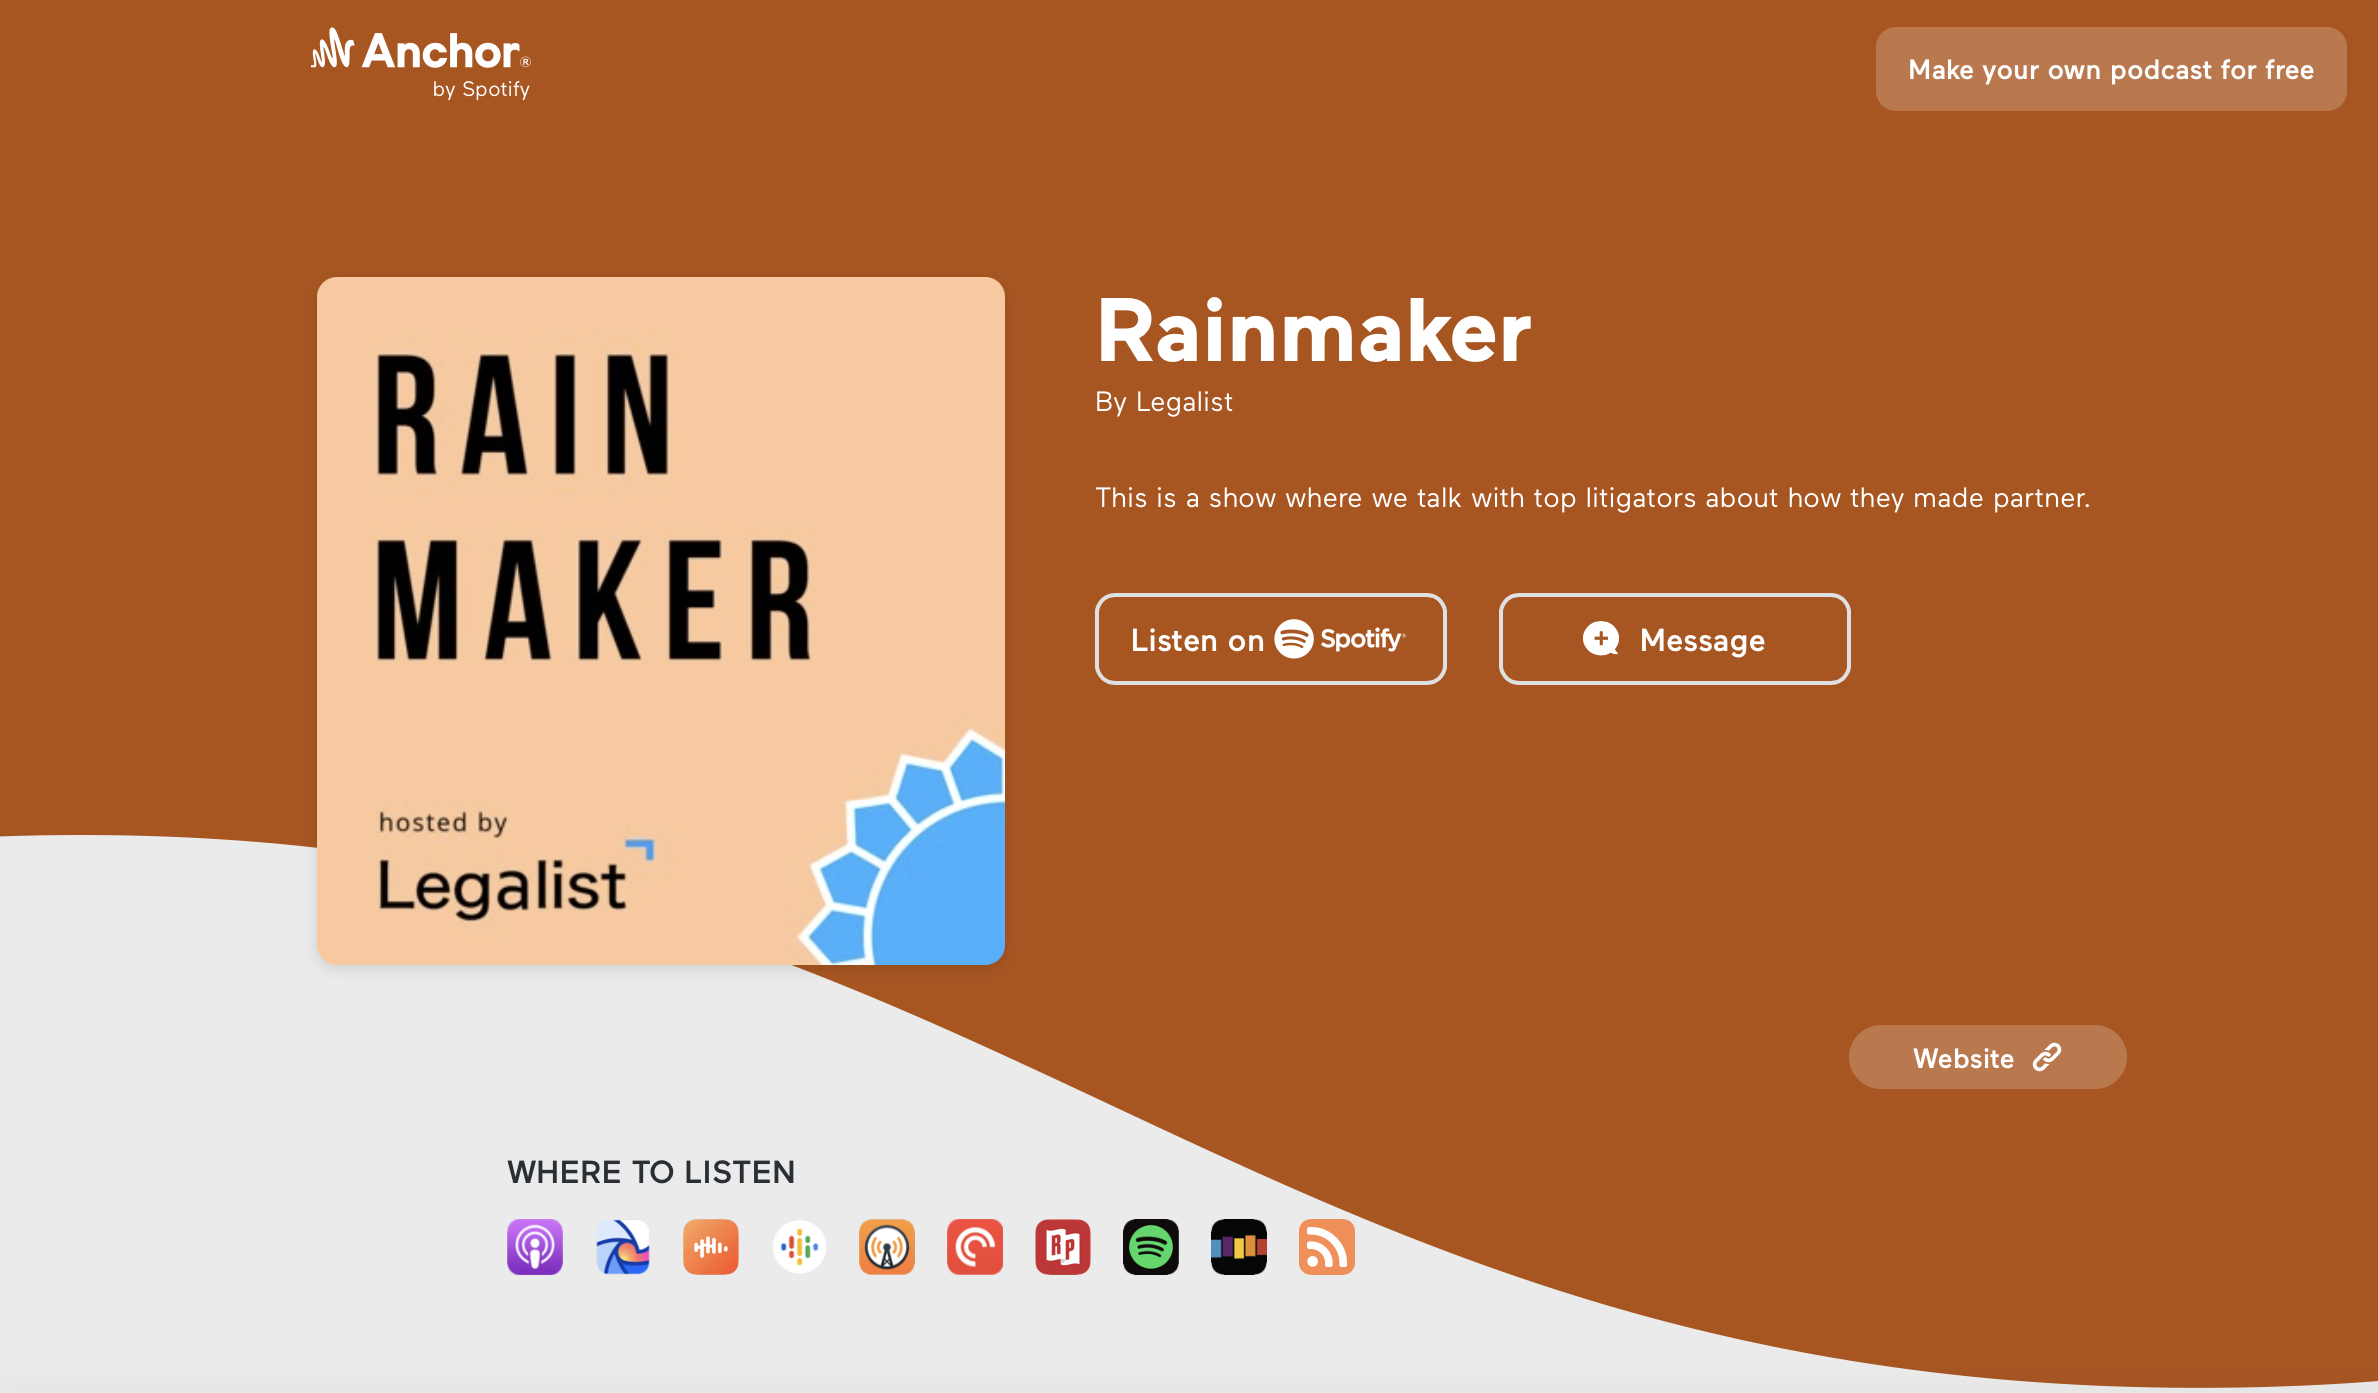 Anchor®
by Spotify
Make your own podcast for free
RAIN
MAKER
hosted by
Legalist
Rainmaker
By Legalist
This is a show where we talk with top litigators about how they made partner.
Listen on Spotify
Message
Website
WHERE TO LISTEN
RP